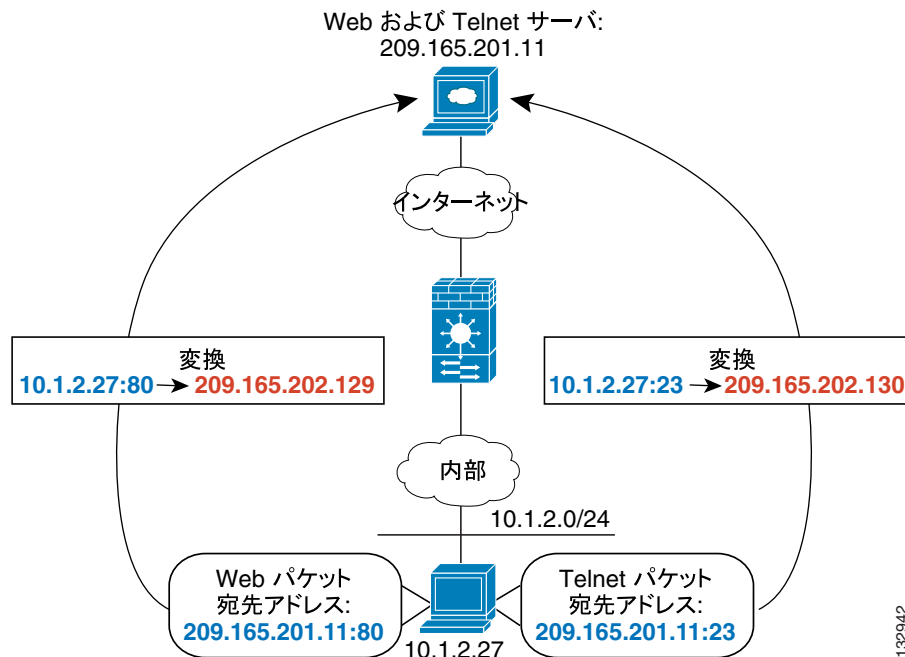 Web および Telnet サーバ:
209.165.201.11
インターネット
変換
10.1.2.27:80 → 209.165.202.129
変換
10.1.2.27:23 → 209.165.202.130
内部
10.1.2.0/24
Web パケット
宛先アドレス:
209.165.201.11:80
Telnet パケット
宛先アドレス:
209.165.201.11:23
10.1.2.27
132942